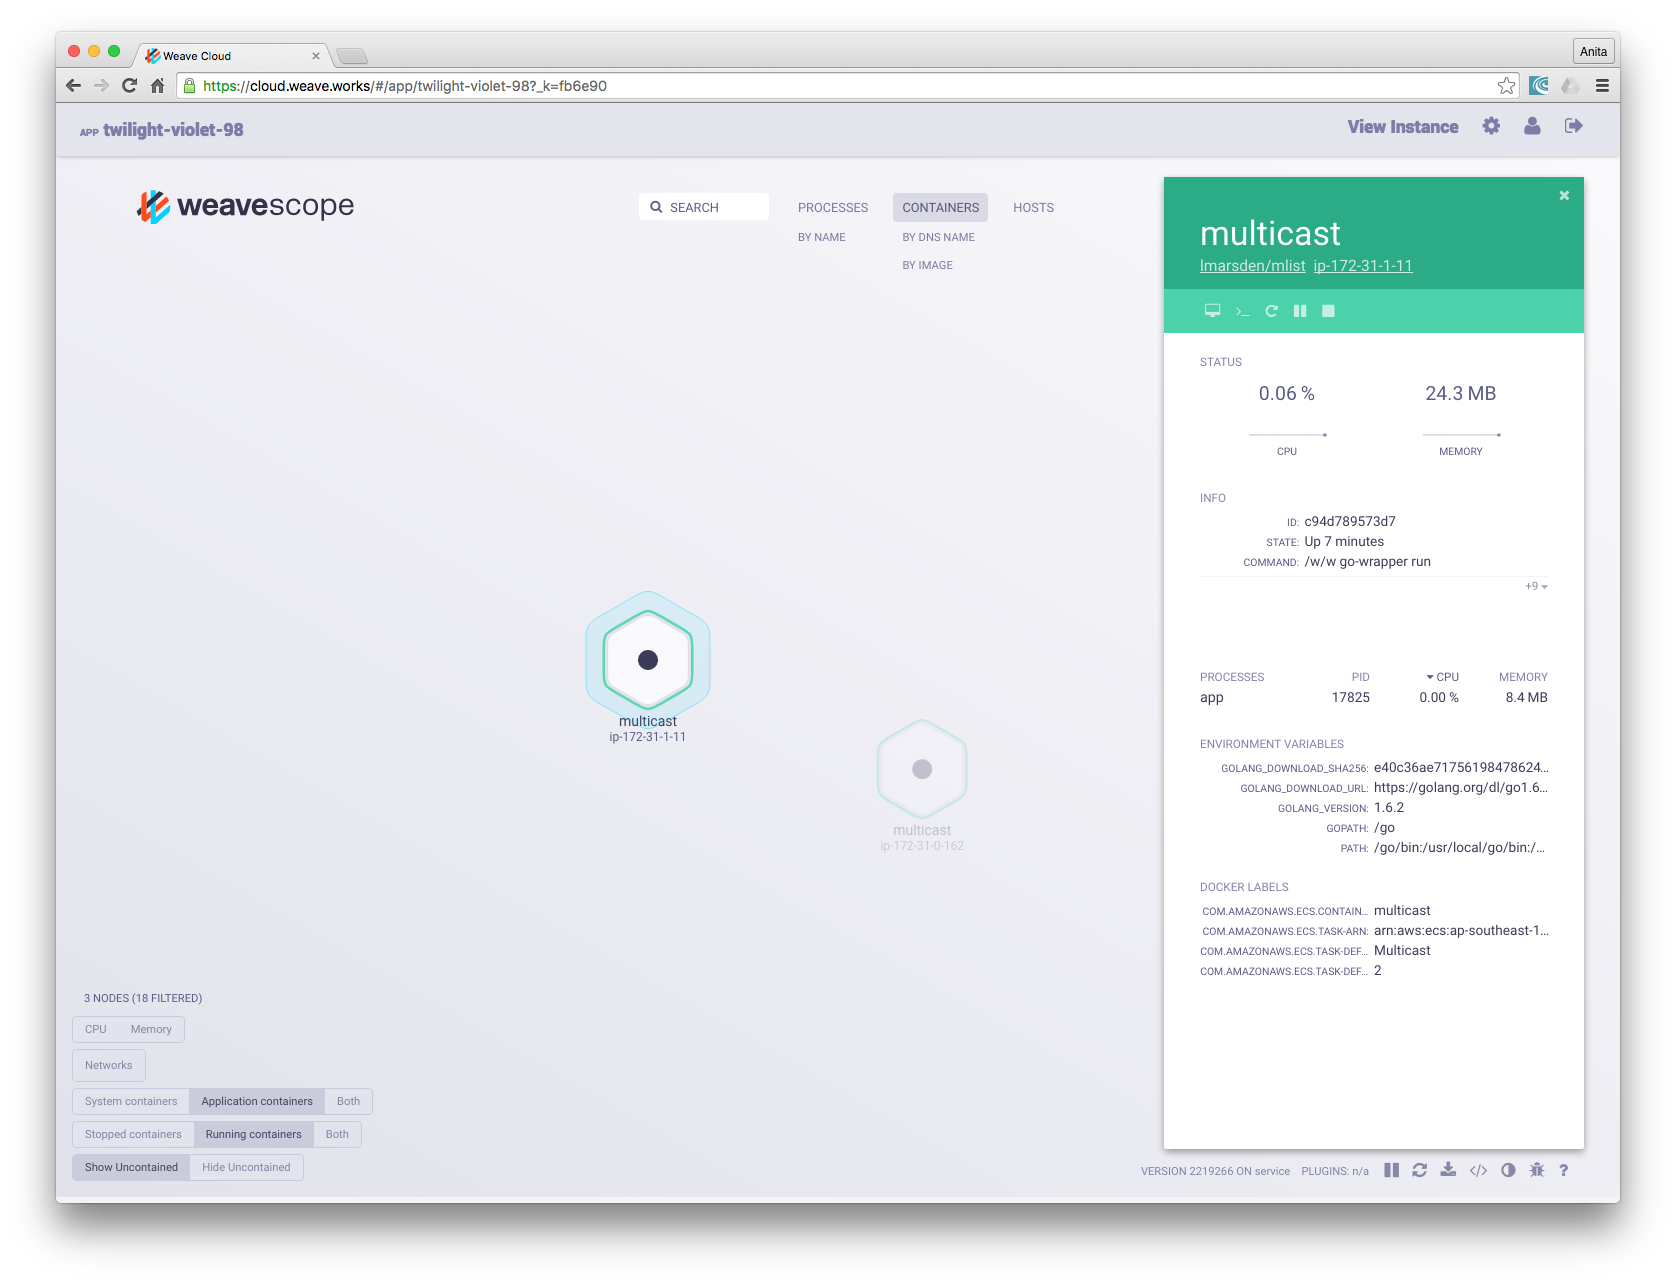 Weave Cloud
Anita
https://cloud.weave.works/#/app/twilight-violet-98?_k=fb6e90
APP twilight-violet-98
View Instance
weavescope
SEARCH
PROCESSES
CONTAINERS
HOSTS
BY NAME
BY DNS NAME
BY IMAGE
multicast
ip-172-31-1-11
multicast
ip-172-31-0-162
3 NODES (18 FILTERED)
CPU Memory
Networks
System containers Application containers Both
Stopped containers Running containers Both
Show Uncontained Hide Uncontained
multicast
lmarsden/mlist ip-172-31-1-11
STATUS
0.06 % 24.3 MB
CPU MEMORY
INFO
ID: c94d789573d7
STATE: Up 7 minutes
COMMAND: /w/w go-wrapper run
+9
PROCESSES PID CPU MEMORY
app 17825 0.00 % 8.4 MB
ENVIRONMENT VARIABLES
GOLANG_DOWNLOAD_SHA256: e40c36ae71756198478624...
GOLANG_DOWNLOAD_URL: https://golang.org/dl/go1.6...
GOLANG_VERSION: 1.6.2
GOPATH: /go
PATH: /go/bin:/usr/local/go/bin:/...
DOCKER LABELS
COM.AMAZONAWS.ECS.CONTAIN... multicast
COM.AMAZONAWS.ECS.TASK-ARN: arn:aws:ecs:ap-southeast-1...
COM.AMAZONAWS.ECS.TASK-DEF... Multicast
COM.AMAZONAWS.ECS.TASK-DEF... 2
VERSION 2219266 ON service PLUGINS: n/a </> ?